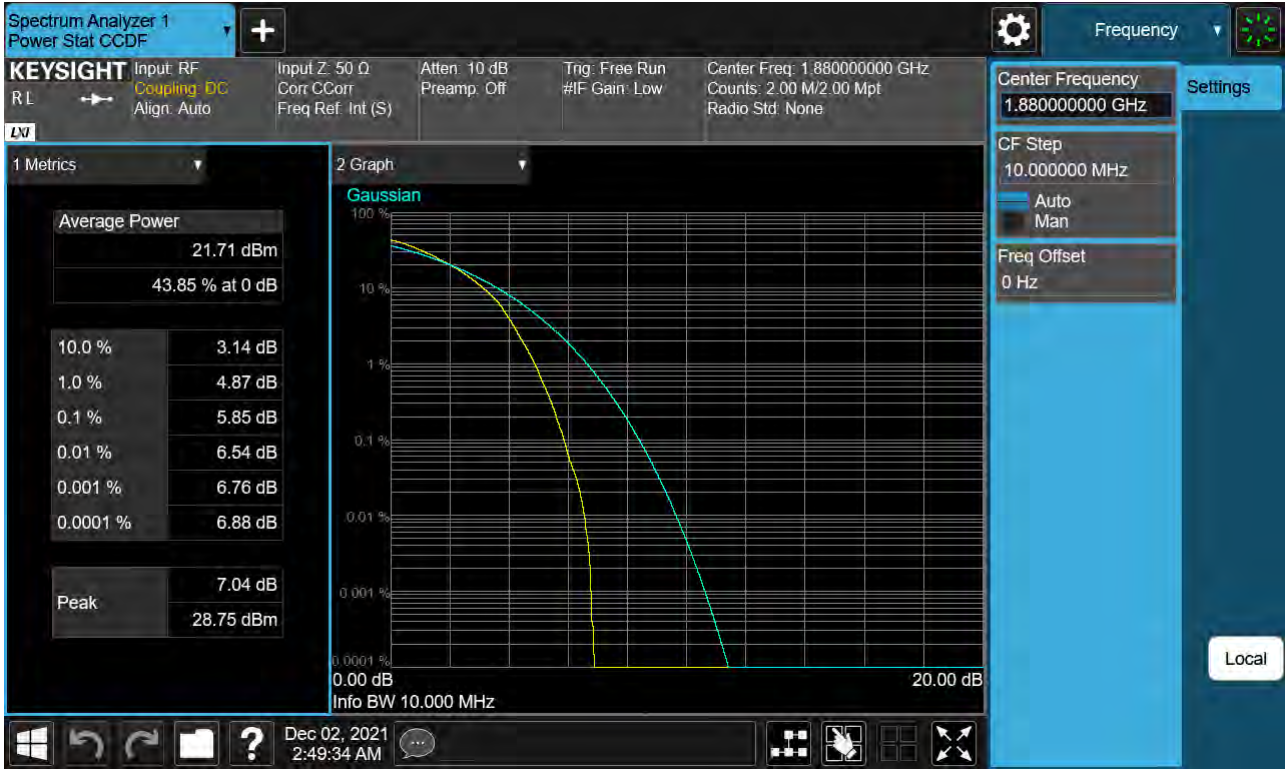 Spectrum Analyzer 1
Power Stat CCDF
+
Frequency
KEYSIGHT
RL
LXI
Input: RF
Coupling: DC
Align: Auto
Input Z: 50 Ω
Corr CCorr
Freq Ref: Int (S)
Atten: 10 dB
Preamp: Off
Trig: Free Run
#IF Gain: Low
Center Freq: 1.880000000 GHz
Counts: 2.00 M/2.00 Mpt
Radio Std: None
Center Frequency
1.880000000 GHz
Settings
CF Step
10.000000 MHz
Auto
Man
Freq Offset
0 Hz
1 Metrics
Average Power
21.71 dBm
43.85 % at 0 dB
10.0 % 3.14 dB
1.0 % 4.87 dB
0.1 % 5.85 dB
0.01 % 6.54 dB
0.001 % 6.76 dB
0.0001 % 6.88 dB
Peak
7.04 dB
28.75 dBm
2 Graph
Gaussian
100 %
10 %
1 %
0.1 %
0.01 %
0.001 %
0.0001 %
0.00 dB 20.00 dB
Info BW 10.000 MHz
Local
?
Dec 02, 2021
2:49:34 AM